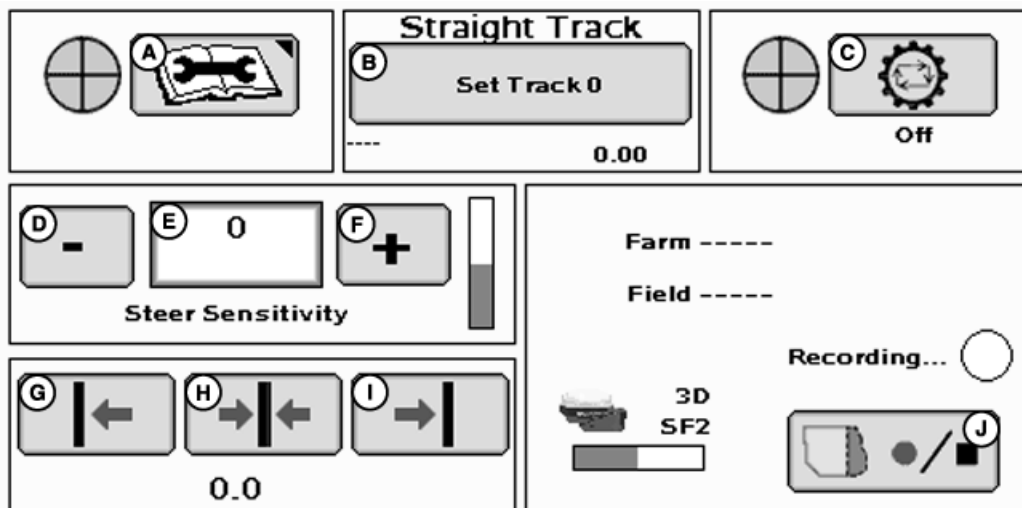 Straight Track
A
B
Set Track 0
----
0.00
C
Off
D
-
E
0
F
+
Steer Sensitivity
Farm -----
Field -----
Recording...
G
H
I
0.0
3D
SF2
J